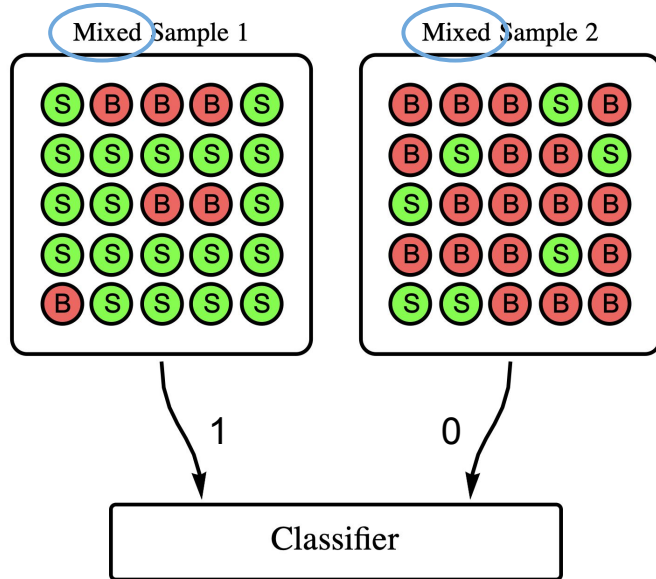 Mixed Sample 1
Mixed Sample 2
S B B B S
B B B S B
S S S S S
B S B B S
S S B B S
S B B B B
S S S S S
B B B S B
B S S S S
S S B B B
1
0
Classifier